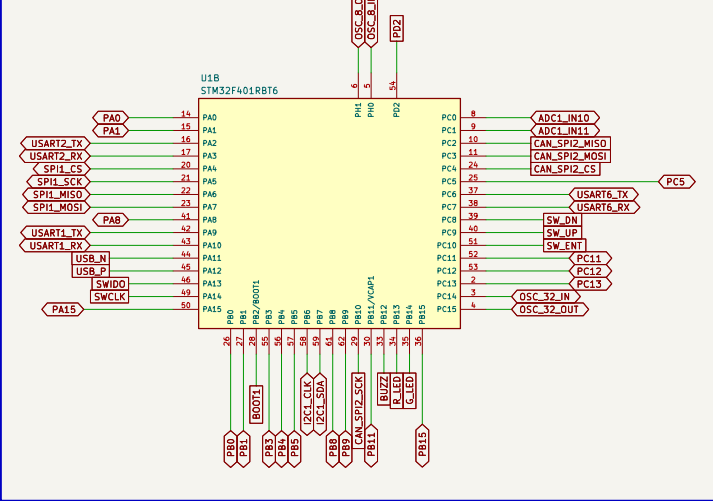 OSC_8_O
OSC_8_I
PD2
U1B
STM32F401RBT6
6
5
54
PH1
PH0
PD2
PA0 14 PA0
PC0 8 ADC1_IN10
PA1 15 PA1
PC1 9 ADC1_IN11
USART2_TX 16 PA2
PC2 10 CAN_SPI2_MISO
USART2_RX 17 PA3
PC3 11 CAN_SPI2_MOSI
SPI1_CS 20 PA4
PC4 24 CAN_SPI2_CS
SPI1_SCK 21 PA5
PC5 25 PC5
SPI1_MISO 22 PA6
PC6 37 USART6_TX
SPI1_MOSI 23 PA7
PC7 38 USART6_RX
PA8 41 PA8
PC8 39 SW_DN
USART1_TX 42 PA9
PC9 40 SW_UP
USART1_RX 43 PA10
PC10 51 SW_ENT
USB_N 44 PA11
PC11 52 PC11
USB_P 45 PA12
PC12 53 PC12
SWIDO 46 PA13
PC13 2 PC13
SWCLK 49 PA14
PC14 3 OSC_32_IN
PA15 50 PA15
PC15 4 OSC_32_OUT
PB0 26 PB0
PB1 27 PB1
PB2/BOOT1 28 BOOT1
PB3 55 PB3
PB4 56 PB4
PB5 57 PB5
PB6 58 I2C1_CLK
PB7 59 I2C1_SDA
PB8 61 PB8
PB9 62 PB9
PB10 29 CAN_SPI2_SCK
PB11/VCAP1 30 PB11
PB12 33 BUZZ
PB13 34 R_LED
PB14 35 G_LED
PB15 36 PB15